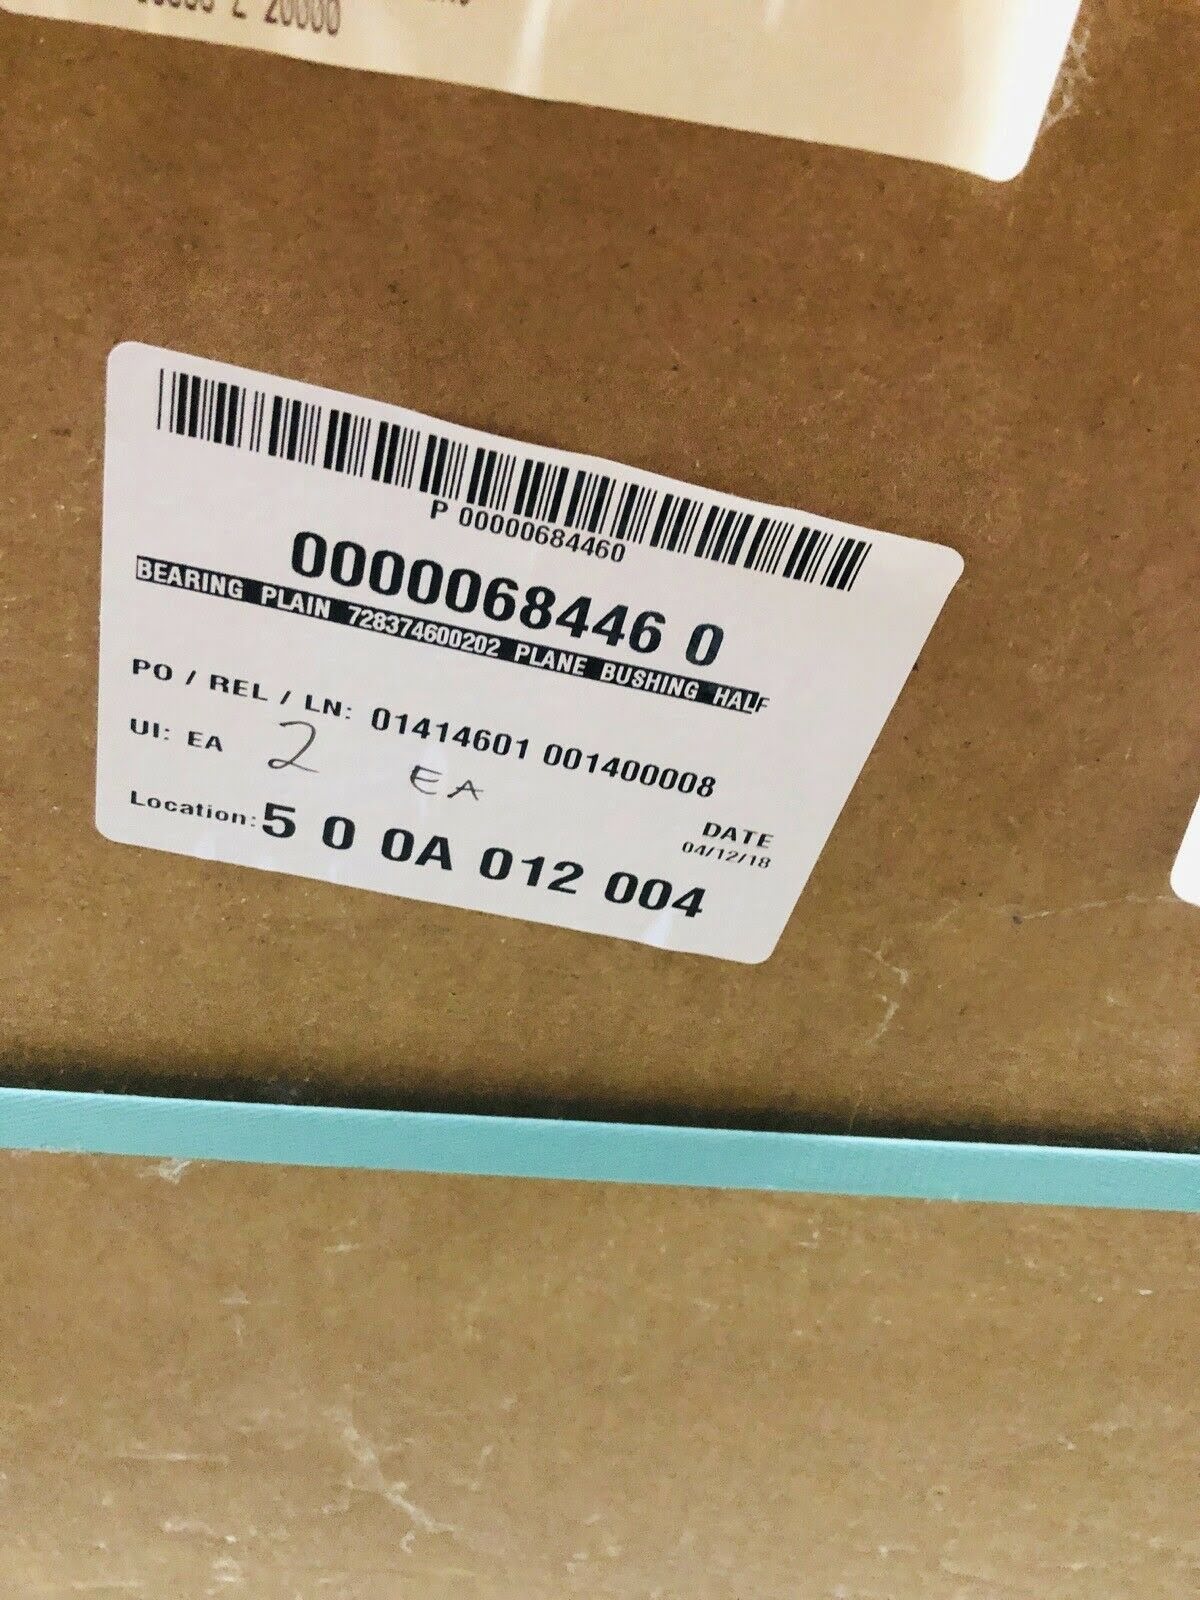 20000
P 00000684460
0000068446 0
BEARING PLAIN 728374600202 PLANE BUSHING HALF
PO / REL / LN: 01414601 001400008
UI: EA 2 EA
DATE
04/12/18
Location: 5 0 0A 012 004